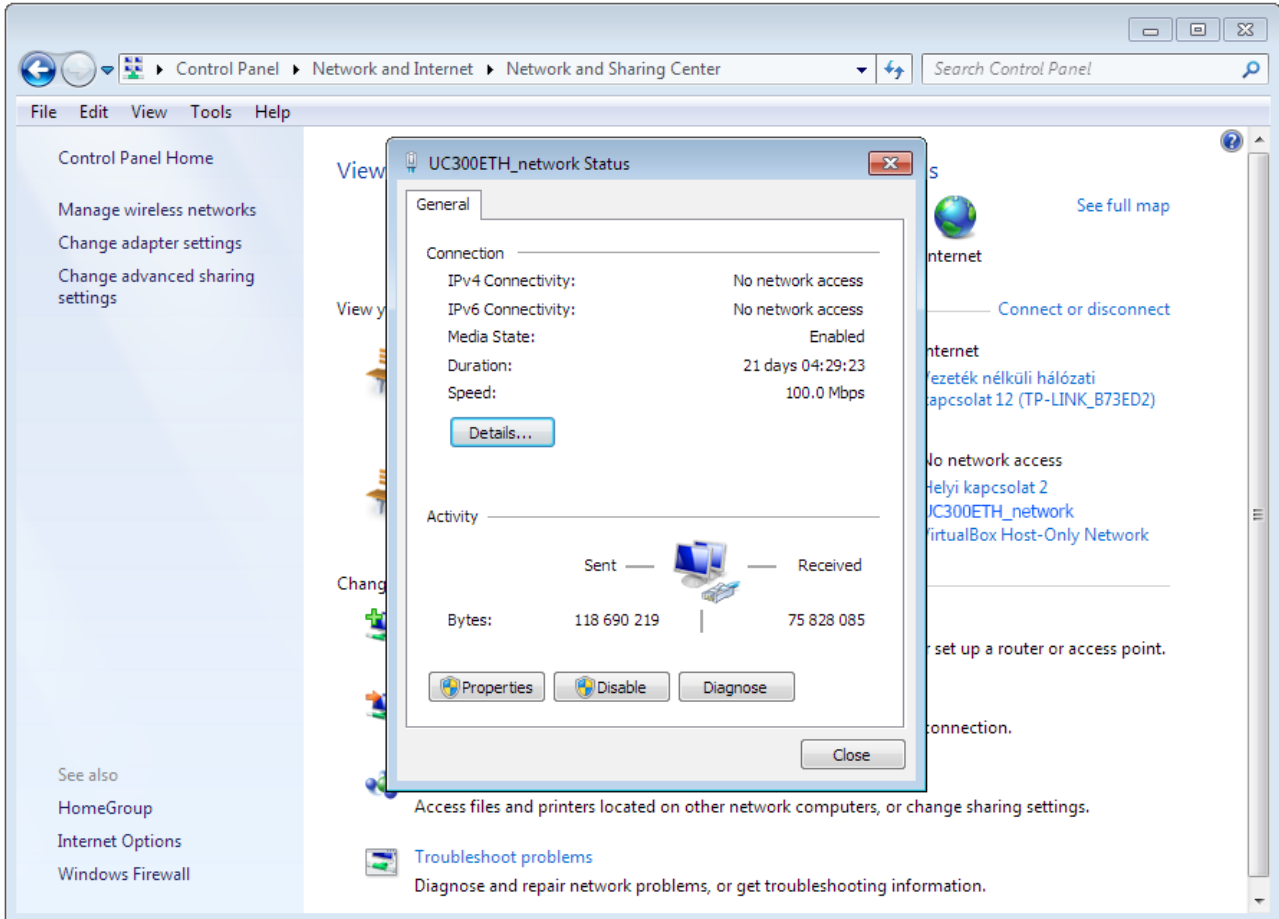 Control Panel Network and Internet Network and Sharing Center Search Control Panel
File Edit View Tools Help
Control Panel Home
Manage wireless networks
Change adapter settings
Change advanced sharing
settings
See also
HomeGroup
Internet Options
Windows Firewall
View
s
See full map
nternet
View y
Connect or disconnect
nternet
ezeték nélküli hálózati
apcsolat 12 (TP-LINK_B73ED2)
No network access
Helyi kapcsolat 2
UC300ETH_network
VirtualBox Host-Only Network
Chang
r set up a router or access point.
connection.
Access files and printers located on other network computers, or change sharing settings.
Troubleshoot problems
Diagnose and repair network problems, or get troubleshooting information.
UC300ETH_network Status
General
Connection
IPv4 Connectivity: No network access
IPv6 Connectivity: No network access
Media State: Enabled
Duration: 21 days 04:29:23
Speed: 100.0 Mbps
Details...
Activity
Sent Received
Bytes: 118 690 219 75 828 085
Properties Disable Diagnose
Close